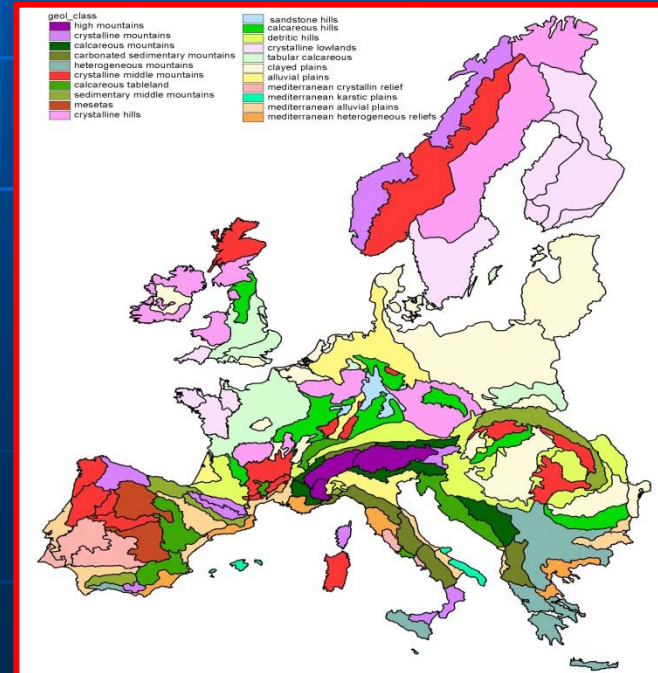 geol_class
high mountains
crystalline mountains
calcareous mountains
carbonated sedimentary mountains
heterogeneous mountains
crystalline middle mountains
calcareous tableland
sedimentary middle mountains
mesetas
crystalline hills
sandstone hills
calcareous hills
detritic hills
crystalline lowlands
tabular calcareous
clayed plains
alluvial plains
mediterranean crystallin relief
mediterranean karstic plains
mediterranean alluvial plains
mediterranean heterogeneous reliefs